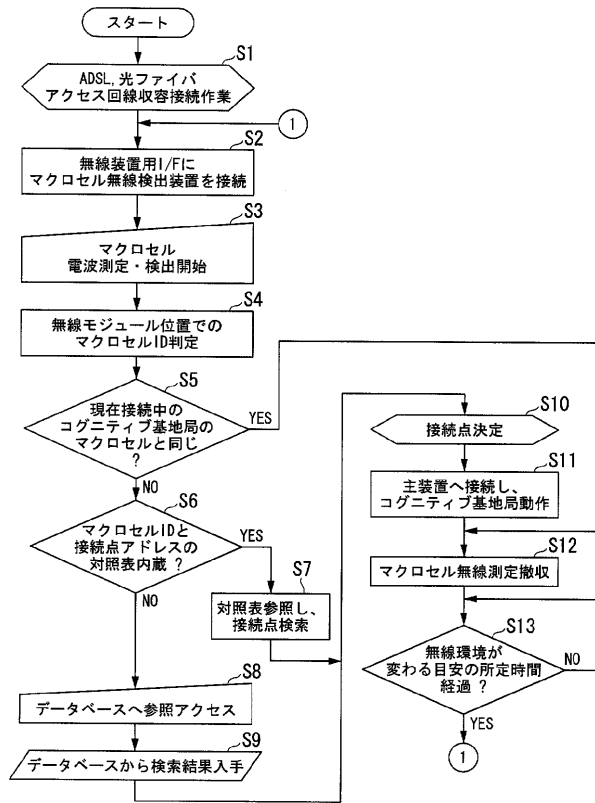 スタート
S1
ADSL,光ファイバ
アクセス回線収容接続作業
1
S2
無線装置用I/Fに
マクロセル無線検出装置を接続
S3
マクロセル
電波測定・検出開始
S4
無線モジュール位置での
マクロセルID判定
S5
現在接続中の
コグニティブ基地局の
マクロセルと同じ
?
YES
NO
S6
マクロセルIDと
接続点アドレスの
対照表内蔵 ?
YES
NO
S7
対照表参照し、
接続点検索
S8
データベースへ参照アクセス
S9
データベースから検索結果入手
S10
接続点決定
S11
主装置へ接続し、
コグニティブ基地局動作
S12
マクロセル無線測定撤収
S13
無線環境が
変わる目安の所定時間
経過 ?
NO
YES
1